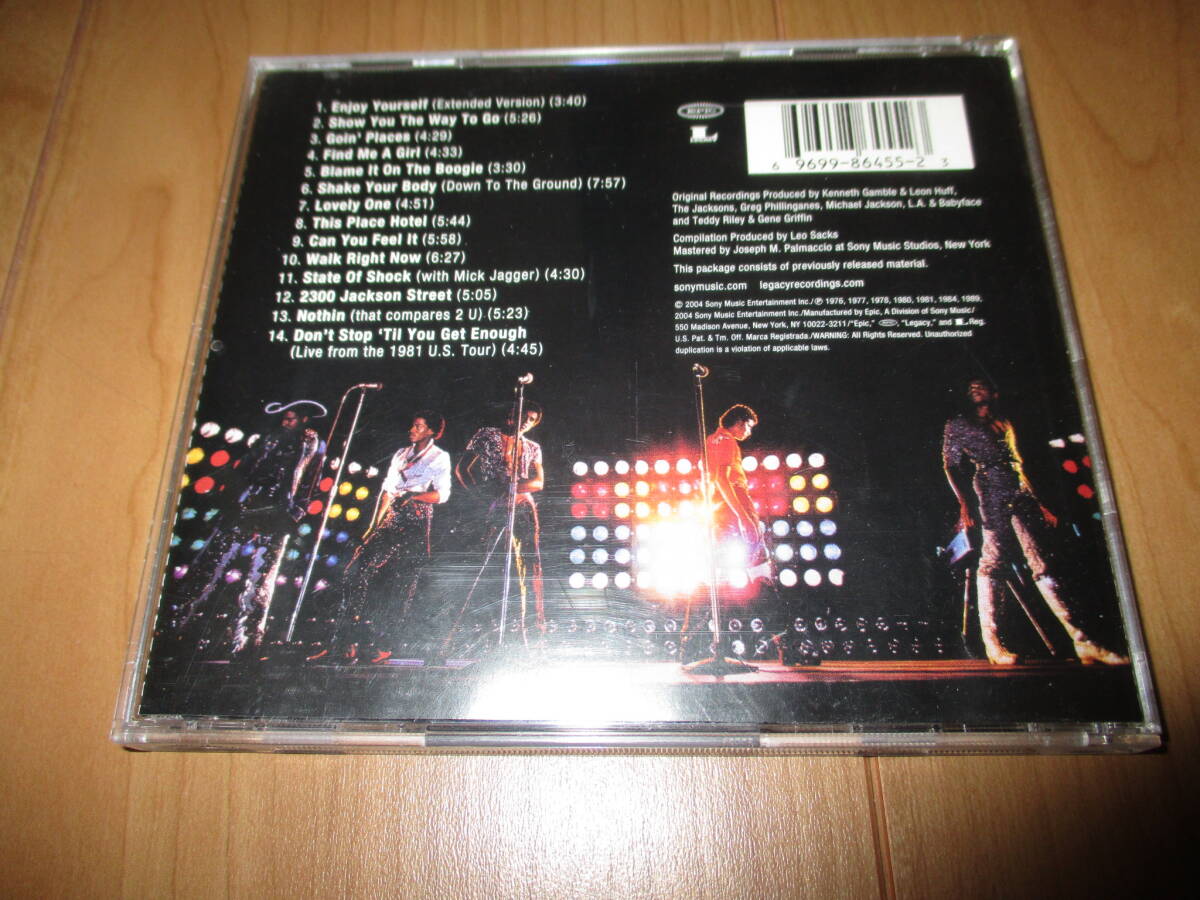 1. Enjoy Yourself (Extended Version) (3:40)
2. Show You The Way To Go (5:26)
3. Goin' Places (4:29)
4. Find Me A Girl (4:33)
5. Blame It On The Boogie (3:30)
6. Shake Your Body (Down To The Ground) (7:57)
7. Lovely One (4:51)
8. This Place Hotel (5:44)
9. Can You Feel It (5:58)
10. Walk Right Now (6:27)
11. State Of Shock (with Mick Jagger) (4:30)
12. 2300 Jackson Street (5:05)
13. Nothin (that compares 2 U) (5:23)
14. Don't Stop 'Til You Get Enough
(Live from the 1981 U.S. Tour) (4:45)
epic
L
LEGACY
6 9699-86455-2 3
Original Recordings Produced by Kenneth Gamble & Leon Huff,
The Jacksons, Greg Phillinganes, Michael Jackson, L.A. & Babyface
and Teddy Riley & Gene Griffin
Compilation Produced by Leo Sacks
Mastered by Joseph M. Palmaccio at Sony Music Studios, New York
This package consists of previously released material.
sonymusic.com legacyrecordings.com
© 2004 Sony Music Entertainment Inc./℗ 1976, 1977, 1978, 1980, 1981, 1984, 1989,
2004 Sony Music Entertainment Inc./Manufactured by Epic, A Division of Sony Music/
550 Madison Avenue, New York, NY 10022-3211/"Epic," epic, "Legacy," and L Reg.
U.S. Pat. & Tm. Off. Marca Registrada./WARNING: All Rights Reserved. Unauthorized
duplication is a violation of applicable laws.